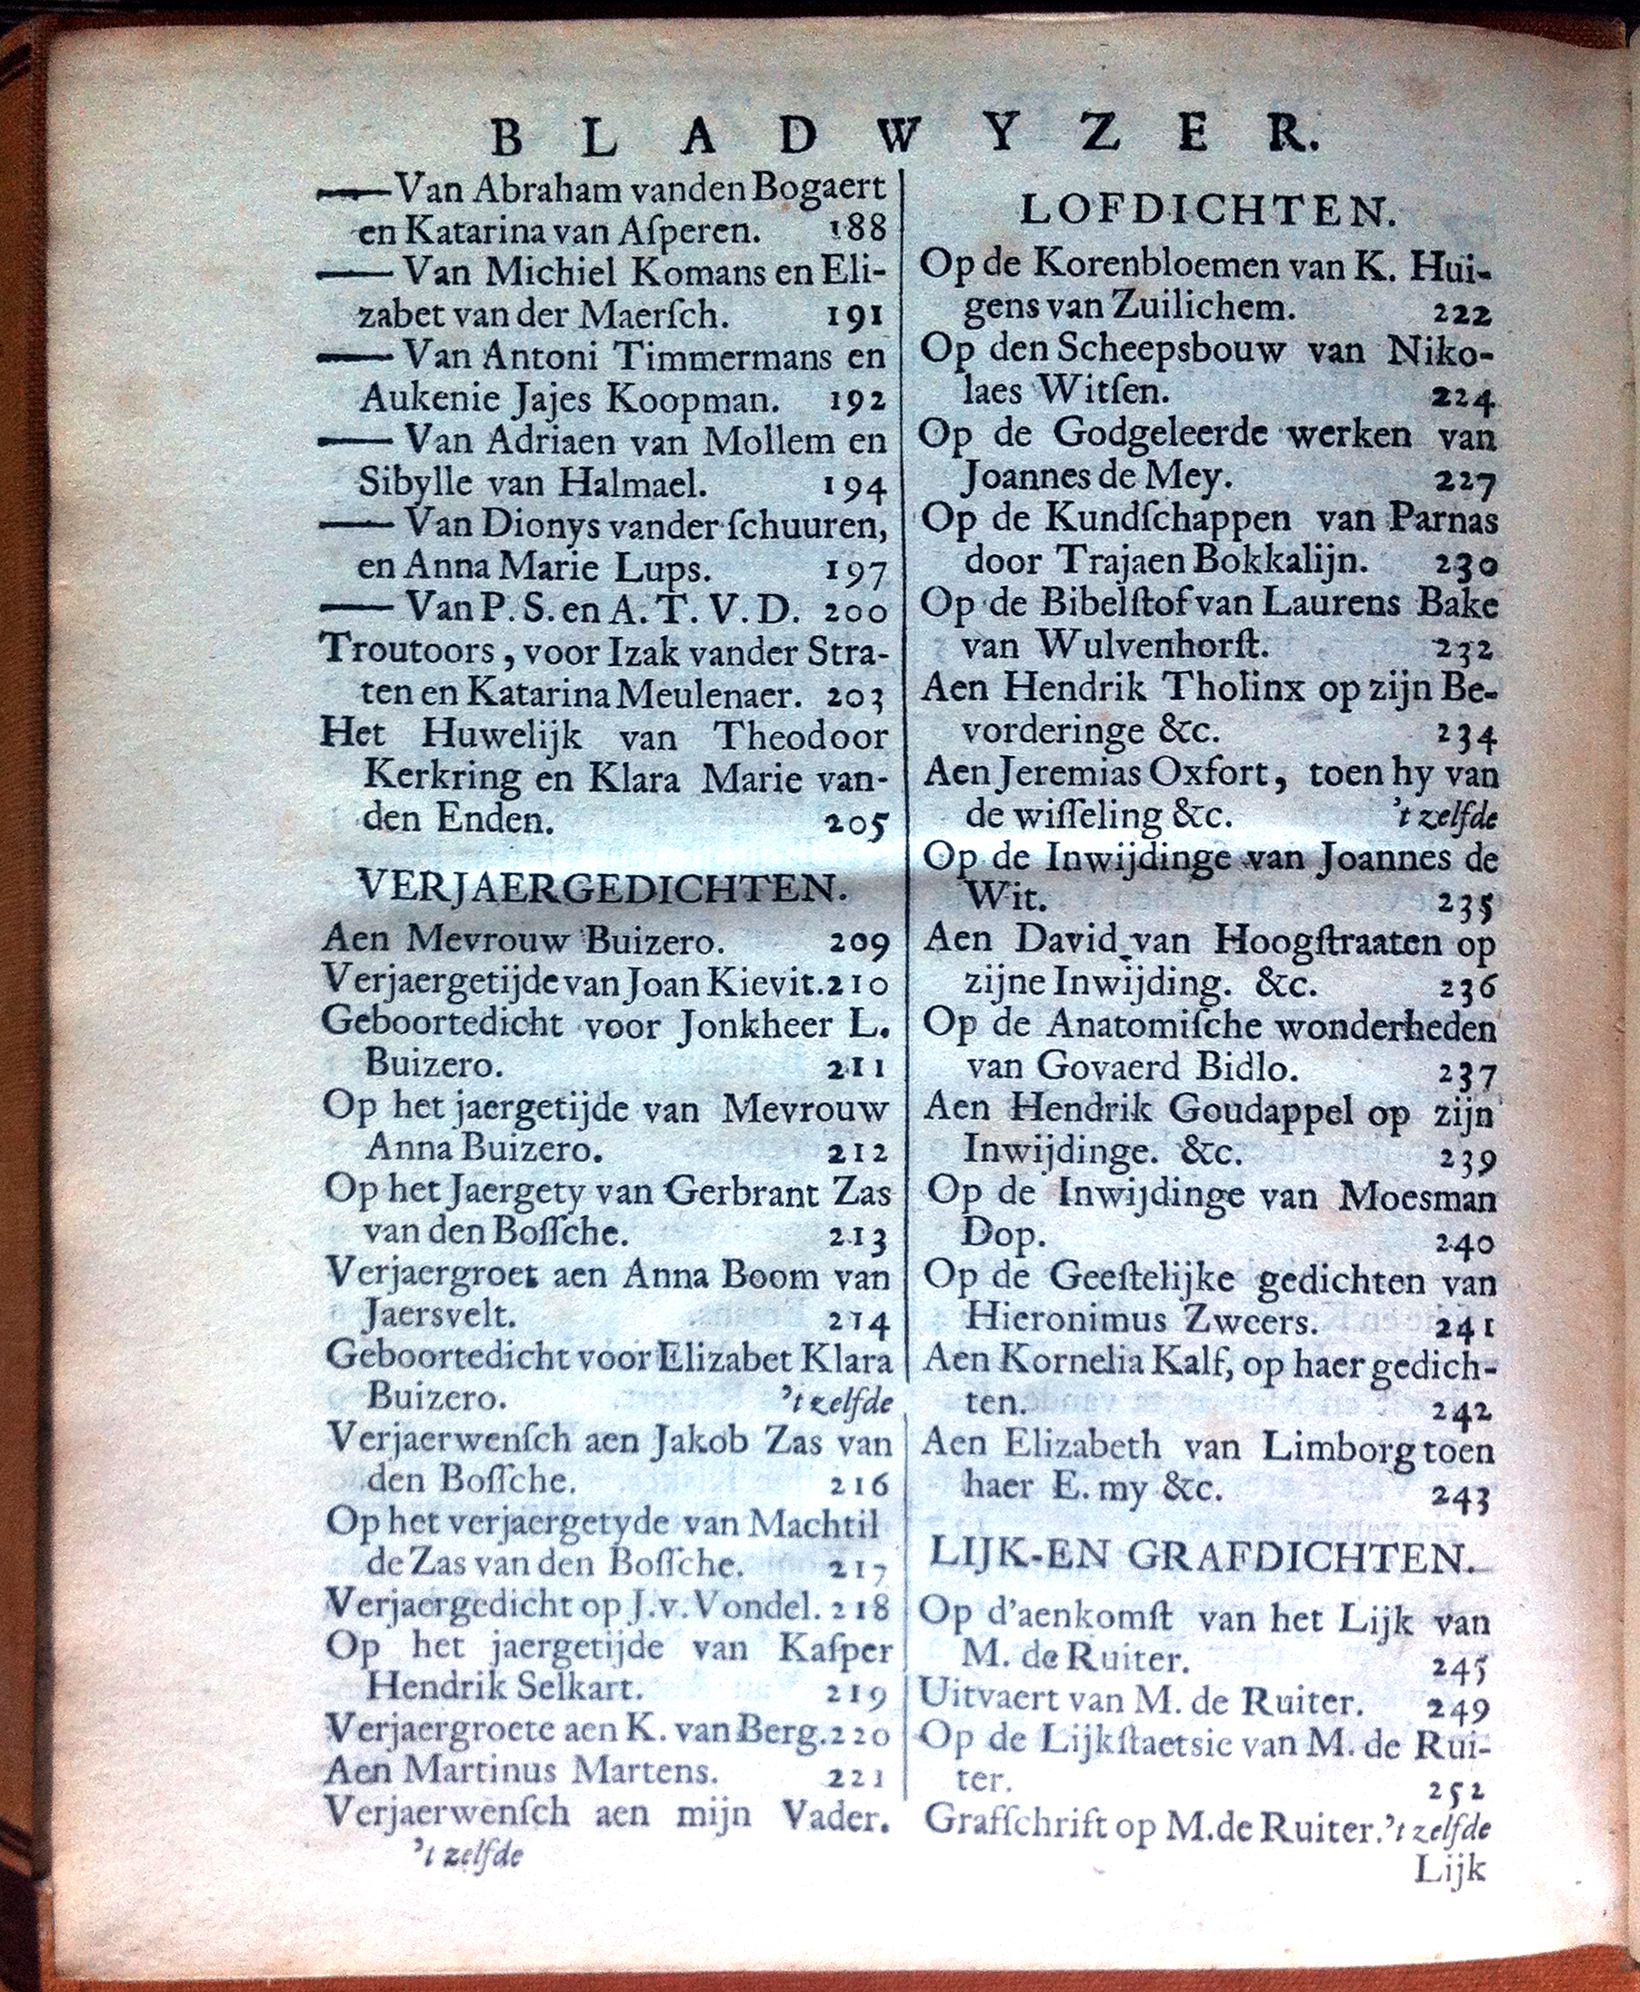 BLADWYZER.
——Van Abraham vanden Bogaert
en Katarina van Aſperen. 188
——Van Michiel Komans en Eli-
zabet van der Maerſch. 191
——Van Antoni Timmermans en
Aukenie Jajes Koopman. 192
——Van Adriaen van Mollem en
Sibylle van Halmael. 194
——Van Dionys vander ſchuuren,
en Anna Marie Lups. 197
——Van P. S. en A. T. V. D. 200
Troutoors, voor Izak vander Stra-
ten en Katarina Meulenaer. 203
Het Huwelijk van Theodoor
Kerkring en Klara Marie van-
den Enden. 205
VERJAERGEDICHTEN.
Aen Mevrouw Buizero. 209
Verjaergetijde van Joan Kievit. 210
Geboortedicht voor Jonkheer L.
Buizero. 211
Op het jaergetijde van Mevrouw
Anna Buizero. 212
Op het Jaergety van Gerbrant Zas
van den Boſſche. 213
Verjaergroet aen Anna Boom van
Jaersvelt. 214
Geboortedicht voor Elizabet Klara
Buizero. 't zelfde
Verjaerwenſch aen Jakob Zas van
den Boſſche. 216
Op het verjaergetyde van Machtil
de Zas van den Boſſche. 217
Verjaergedicht op J. v. Vondel. 218
Op het jaergetijde van Kaſper
Hendrik Selkart. 219
Verjaergroete aen K. van Berg. 220
Aen Martinus Martens. 221
Verjaerwenſch aen mijn Vader.
't zelfde
LOFDICHTEN.
Op de Korenbloemen van K. Hui-
gens van Zuilichem. 222
Op den Scheepsbouw van Niko-
laes Witſen. 224
Op de Godgeleerde werken van
Joannes de Mey. 227
Op de Kundſchappen van Parnas
door Trajaen Bokkalijn. 230
Op de Bibelſtof van Laurens Bake
van Wulvenhorſt. 232
Aen Hendrik Tholinx op zijn Be-
vorderinge &c. 234
Aen Jeremias Oxfort, toen hy van
de wiſſeling &c. 't zelfde
Op de Inwijdinge van Joannes de
Wit. 235
Aen David van Hoogſtraaten op
zijne Inwijding. &c. 236
Op de Anatomiſche wonderheden
van Govaerd Bidlo. 237
Aen Hendrik Goudappel op zijn
Inwijdinge. &c. 239
Op de Inwijdinge van Moesman
Dop. 240
Op de Geeſtelijke gedichten van
Hieronimus Zweers. 241
Aen Kornelia Kalf, op haer gedich-
ten. 242
Aen Elizabeth van Limborg toen
haer E. my &c. 243
LIJK-EN GRAFDICHTEN.
Op d'aenkomſt van het Lijk van
M. de Ruiter. 245
Uitvaert van M. de Ruiter. 249
Op de Lijkſtaetsie van M. de Rui-
ter. 252
Grafſchrift op M. de Ruiter. 't zelfde
Lijk